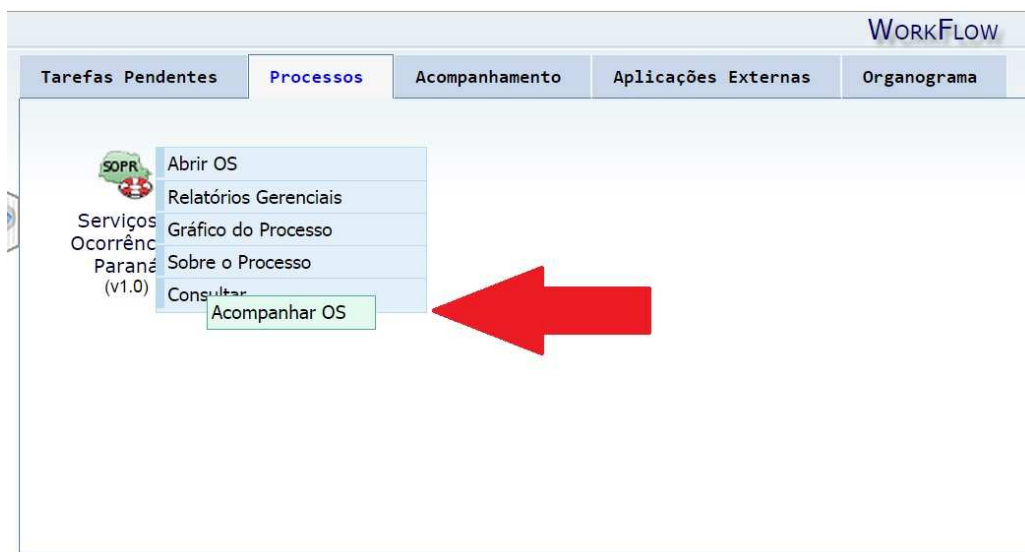 WORKFLOW
Tarefas Pendentes Processos Acompanhamento Aplicações Externas Organograma
SOPR
Abrir OS
Relatórios Gerenciais
Serviços
Gráfico do Processo
Ocorrênc
Paraná
Sobre o Processo
(v1.0)
Consultar
Acompanhar OS